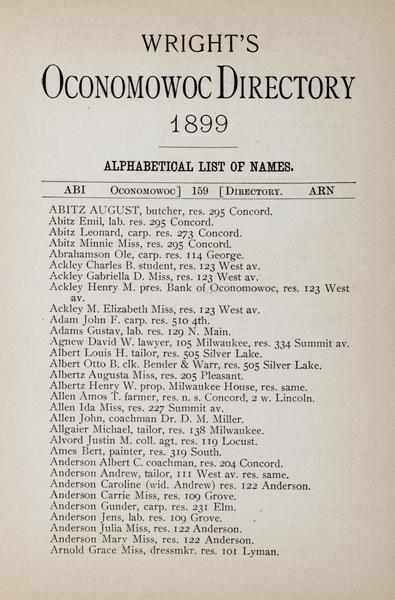 WRIGHT'S
OCONOMOWOC DIRECTORY
1899
ALPHABETICAL LIST OF NAMES.
ABI OCONOMOWOC] 159 [DIRECTORY. ARN
ABITZ AUGUST, butcher, res. 295 Concord.
Abitz Emil, lab. res. 295 Concord.
Abitz Leonard, carp. res. 273 Concord.
Abitz Minnie Miss, res. 295 Concord.
Abrahamson Ole, carp. res. 114 George.
Ackley Charles B. student, res. 123 West av.
Ackley Gabriella D. Miss, res. 123 West av.
Ackley Henry M. pres. Bank of Oconomowoc, res. 123 West
av.
Ackley M. Elizabeth Miss, res. 123 West av.
Adam John F. carp. res. 510 4th.
Adams Gustav, lab. res. 129 N. Main.
Agnew David W. lawyer, 105 Milwaukee, res. 334 Summit av.
Albert Louis H. tailor, res. 505 Silver Lake.
Albert Otto B. clk. Bender & Warr, res. 505 Silver Lake.
Albertz Augusta Miss, res. 205 Pleasant.
Albertz Henry W. prop. Milwaukee House, res. same.
Allen Amos T. farmer, res. n. s. Concord, 2 w. Lincoln.
Allen Ida Miss, res. 227 Summit av.
Allen John, coachman Dr. D. M. Miller.
Allgaier Michael, tailor, res. 138 Milwaukee.
Alvord Justin M. coll. agt. res. 119 Locust.
Ames Bert, painter, res. 319 South.
Anderson Albert C. coachman, res. 204 Concord.
Anderson Andrew, tailor, 111 West av. res. same.
Anderson Caroline (wid. Andrew) res. 122 Anderson.
Anderson Carrie Miss, res. 109 Grove.
Anderson Gunder, carp. res. 231 Elm.
Anderson Jens, lab. res. 109 Grove.
Anderson Julia Miss, res. 122 Anderson.
Anderson Mary Miss, res. 122 Anderson.
Arnold Grace Miss, dressmkr. res. 101 Lyman.